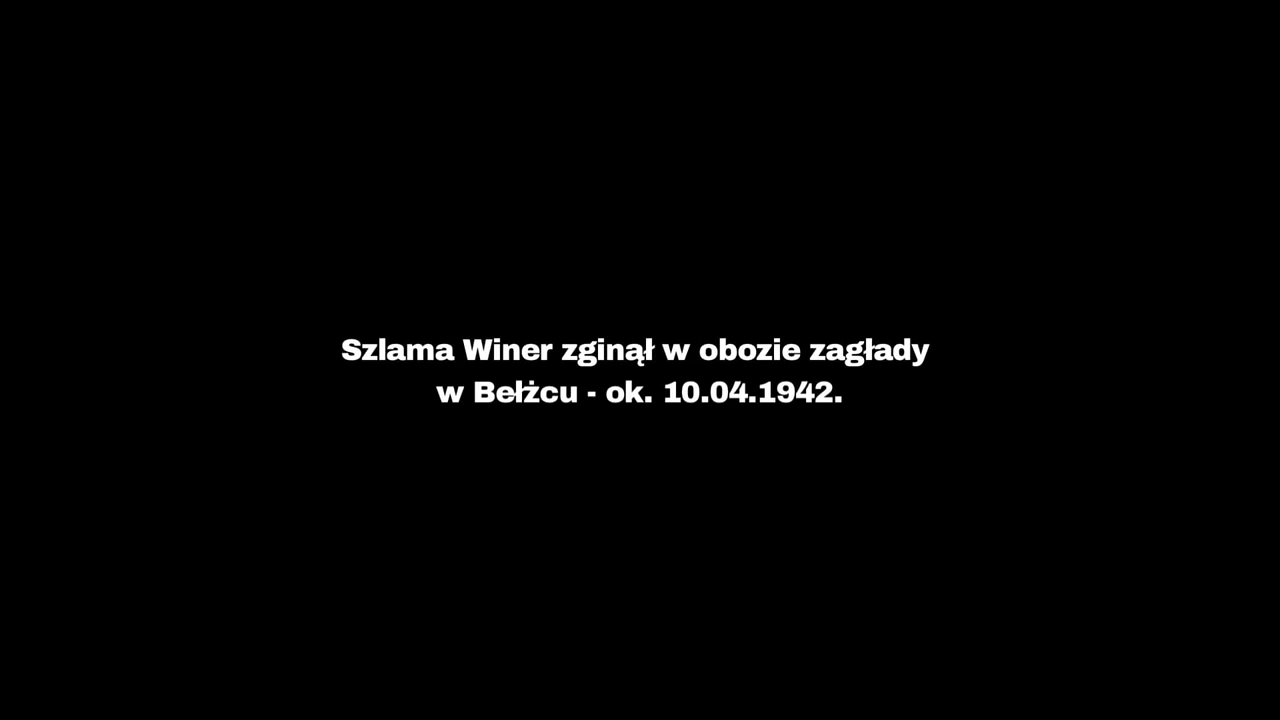 Szlama Winer zginął w obozie zagłady
w Bełżcu - ok. 10.04.1942.